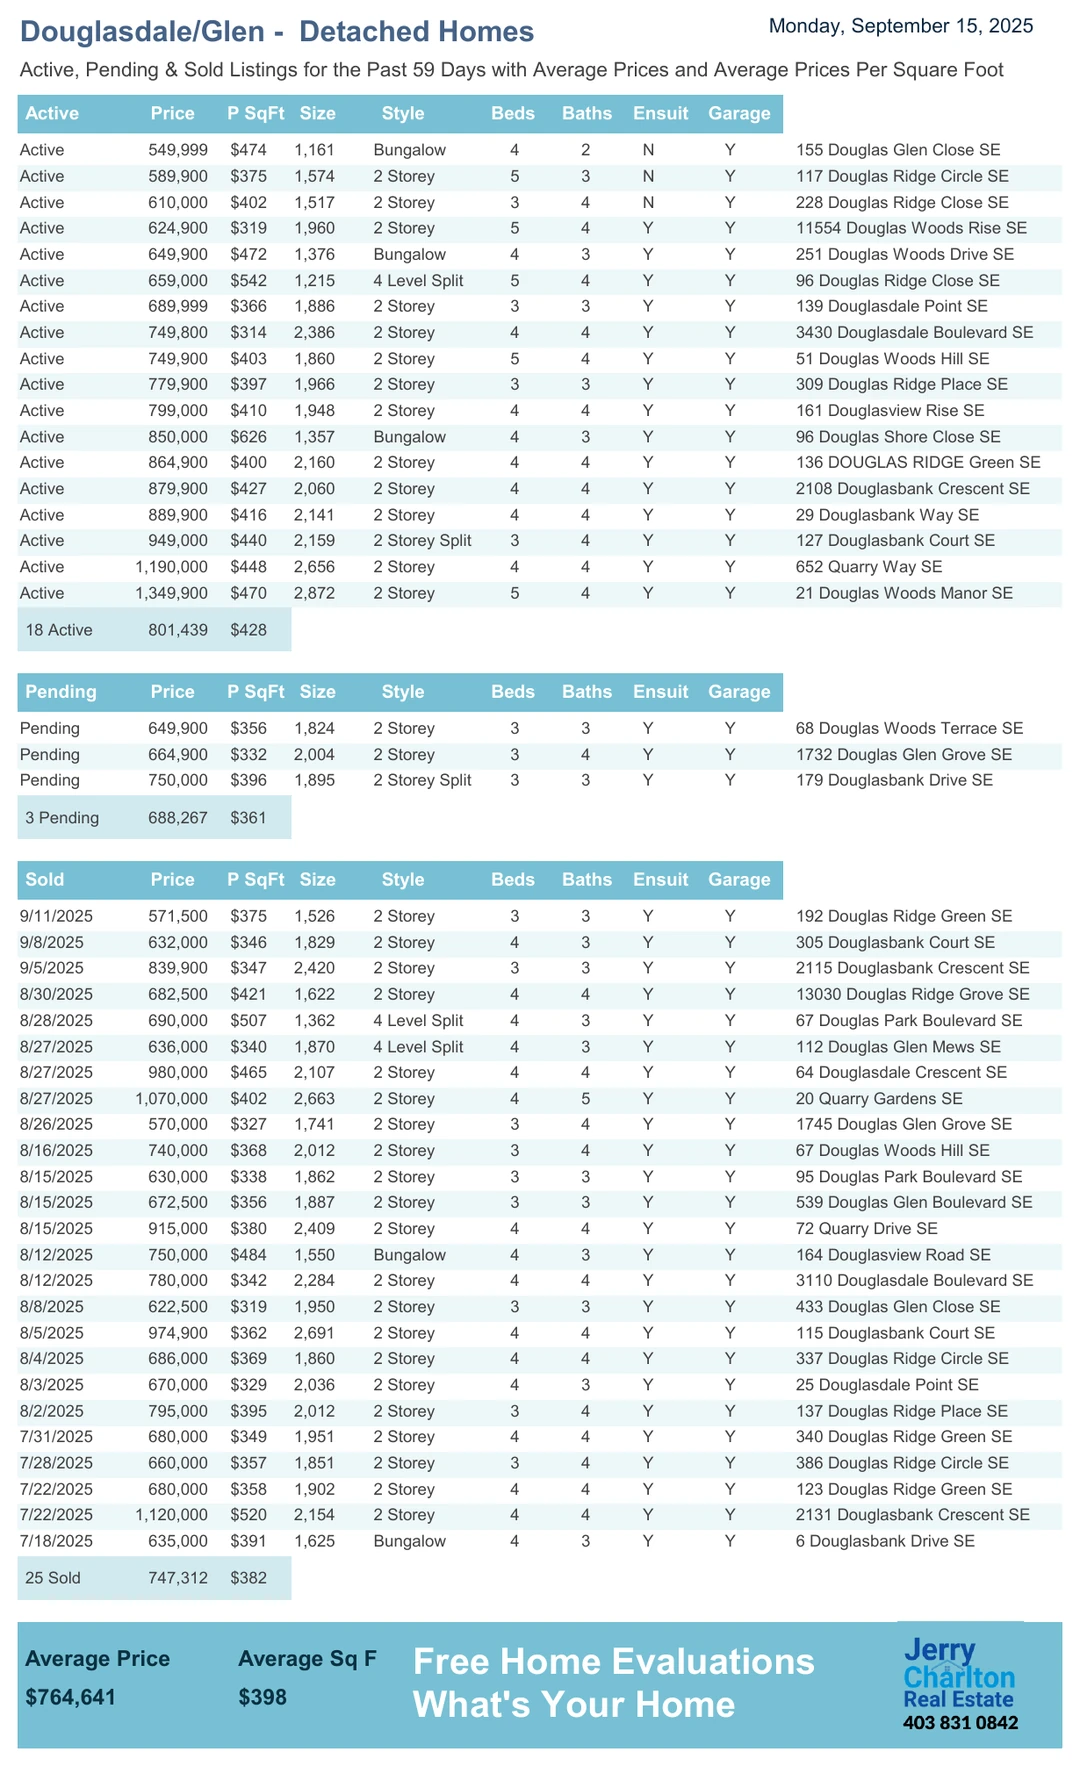 Douglasdale/Glen -  Detached Homes
Monday, September 15, 2025
Active, Pending & Sold Listings for the Past 59 Days with Average Prices and Average Prices Per Square Foot
Active Price P SqFt Size Style Beds Baths Ensuit Garage
Active 549,999 $474 1,161 Bungalow 4 2 N Y 155 Douglas Glen Close SE
Active 589,900 $375 1,574 2 Storey 5 3 N Y 117 Douglas Ridge Circle SE
Active 610,000 $402 1,517 2 Storey 3 4 N Y 228 Douglas Ridge Close SE
Active 624,900 $319 1,960 2 Storey 5 4 Y Y 11554 Douglas Woods Rise SE
Active 649,900 $472 1,376 Bungalow 4 3 Y Y 251 Douglas Woods Drive SE
Active 659,000 $542 1,215 4 Level Split 5 4 Y Y 96 Douglas Ridge Close SE
Active 689,999 $366 1,886 2 Storey 3 3 Y Y 139 Douglasdale Point SE
Active 749,800 $314 2,386 2 Storey 4 4 Y Y 3430 Douglasdale Boulevard SE
Active 749,900 $403 1,860 2 Storey 5 4 Y Y 51 Douglas Woods Hill SE
Active 779,900 $397 1,966 2 Storey 3 3 Y Y 309 Douglas Ridge Place SE
Active 799,000 $410 1,948 2 Storey 4 4 Y Y 161 Douglasview Rise SE
Active 850,000 $626 1,357 Bungalow 4 3 Y Y 96 Douglas Shore Close SE
Active 864,900 $400 2,160 2 Storey 4 4 Y Y 136 DOUGLAS RIDGE Green SE
Active 879,900 $427 2,060 2 Storey 4 4 Y Y 2108 Douglasbank Crescent SE
Active 889,900 $416 2,141 2 Storey 4 4 Y Y 29 Douglasbank Way SE
Active 949,000 $440 2,159 2 Storey Split 3 4 Y Y 127 Douglasbank Court SE
Active 1,190,000 $448 2,656 2 Storey 4 4 Y Y 652 Quarry Way SE
Active 1,349,900 $470 2,872 2 Storey 5 4 Y Y 21 Douglas Woods Manor SE
18 Active 801,439 $428
Pending Price P SqFt Size Style Beds Baths Ensuit Garage
Pending 649,900 $356 1,824 2 Storey 3 3 Y Y 68 Douglas Woods Terrace SE
Pending 664,900 $332 2,004 2 Storey 3 4 Y Y 1732 Douglas Glen Grove SE
Pending 750,000 $396 1,895 2 Storey Split 3 3 Y Y 179 Douglasbank Drive SE
3 Pending 688,267 $361
Sold Price P SqFt Size Style Beds Baths Ensuit Garage
9/11/2025 571,500 $375 1,526 2 Storey 3 3 Y Y 192 Douglas Ridge Green SE
9/8/2025 632,000 $346 1,829 2 Storey 4 3 Y Y 305 Douglasbank Court SE
9/5/2025 839,900 $347 2,420 2 Storey 3 3 Y Y 2115 Douglasbank Crescent SE
8/30/2025 682,500 $421 1,622 2 Storey 4 4 Y Y 13030 Douglas Ridge Grove SE
8/28/2025 690,000 $507 1,362 4 Level Split 4 3 Y Y 67 Douglas Park Boulevard SE
8/27/2025 636,000 $340 1,870 4 Level Split 4 3 Y Y 112 Douglas Glen Mews SE
8/27/2025 980,000 $465 2,107 2 Storey 4 4 Y Y 64 Douglasdale Crescent SE
8/27/2025 1,070,000 $402 2,663 2 Storey 4 5 Y Y 20 Quarry Gardens SE
8/26/2025 570,000 $327 1,741 2 Storey 3 4 Y Y 1745 Douglas Glen Grove SE
8/16/2025 740,000 $368 2,012 2 Storey 3 4 Y Y 67 Douglas Woods Hill SE
8/15/2025 630,000 $338 1,862 2 Storey 3 3 Y Y 95 Douglas Park Boulevard SE
8/15/2025 672,500 $356 1,887 2 Storey 3 3 Y Y 539 Douglas Glen Boulevard SE
8/15/2025 915,000 $380 2,409 2 Storey 4 4 Y Y 72 Quarry Drive SE
8/12/2025 750,000 $484 1,550 Bungalow 4 3 Y Y 164 Douglasview Road SE
8/12/2025 780,000 $342 2,284 2 Storey 4 4 Y Y 3110 Douglasdale Boulevard SE
8/8/2025 622,500 $319 1,950 2 Storey 3 3 Y Y 433 Douglas Glen Close SE
8/5/2025 974,900 $362 2,691 2 Storey 4 4 Y Y 115 Douglasbank Court SE
8/4/2025 686,000 $369 1,860 2 Storey 4 4 Y Y 337 Douglas Ridge Circle SE
8/3/2025 670,000 $329 2,036 2 Storey 4 3 Y Y 25 Douglasdale Point SE
8/2/2025 795,000 $395 2,012 2 Storey 3 4 Y Y 137 Douglas Ridge Place SE
7/31/2025 680,000 $349 1,951 2 Storey 4 4 Y Y 340 Douglas Ridge Green SE
7/28/2025 660,000 $357 1,851 2 Storey 3 4 Y Y 386 Douglas Ridge Circle SE
7/22/2025 680,000 $358 1,902 2 Storey 4 4 Y Y 123 Douglas Ridge Green SE
7/22/2025 1,120,000 $520 2,154 2 Storey 4 4 Y Y 2131 Douglasbank Crescent SE
7/18/2025 635,000 $391 1,625 Bungalow 4 3 Y Y 6 Douglasbank Drive SE
25 Sold 747,312 $382
Average Price Average Sq F
$764,641 $398
Free Home Evaluations
What's Your Home
Jerry
Charlton
Real Estate
403 831 0842